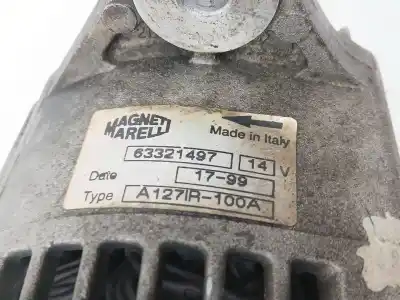 MAGNETI
MARELLI
Made in Italy
63321497 14 V
Date 17-99
Type A127IR-100A